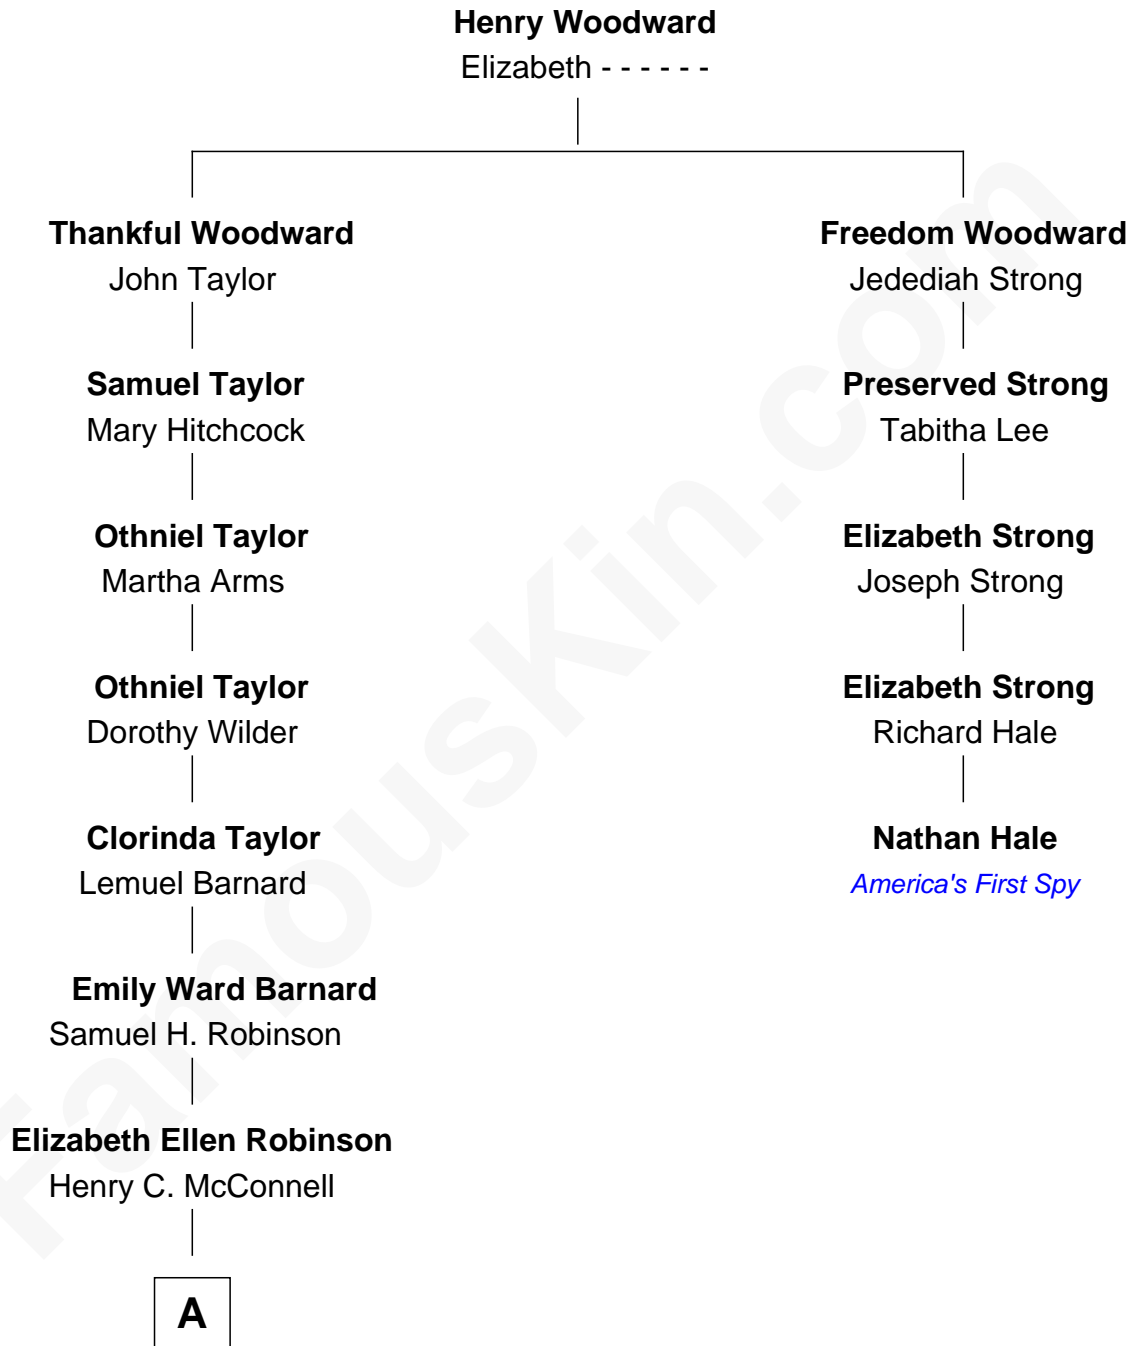 Henry Woodward
Elizabeth - - - - - -
Thankful Woodward
John Taylor
Freedom Woodward
Jedediah Strong
Samuel Taylor
Mary Hitchcock
Preserved Strong
Tabitha Lee
Othniel Taylor
Martha Arms
Elizabeth Strong
Joseph Strong
Othniel Taylor
Dorothy Wilder
Elizabeth Strong
Richard Hale
Clorinda Taylor
Lemuel Barnard
Nathan Hale
America's First Spy
Emily Ward Barnard
Samuel H. Robinson
Elizabeth Ellen Robinson
Henry C. McConnell
A
FamousKin.com